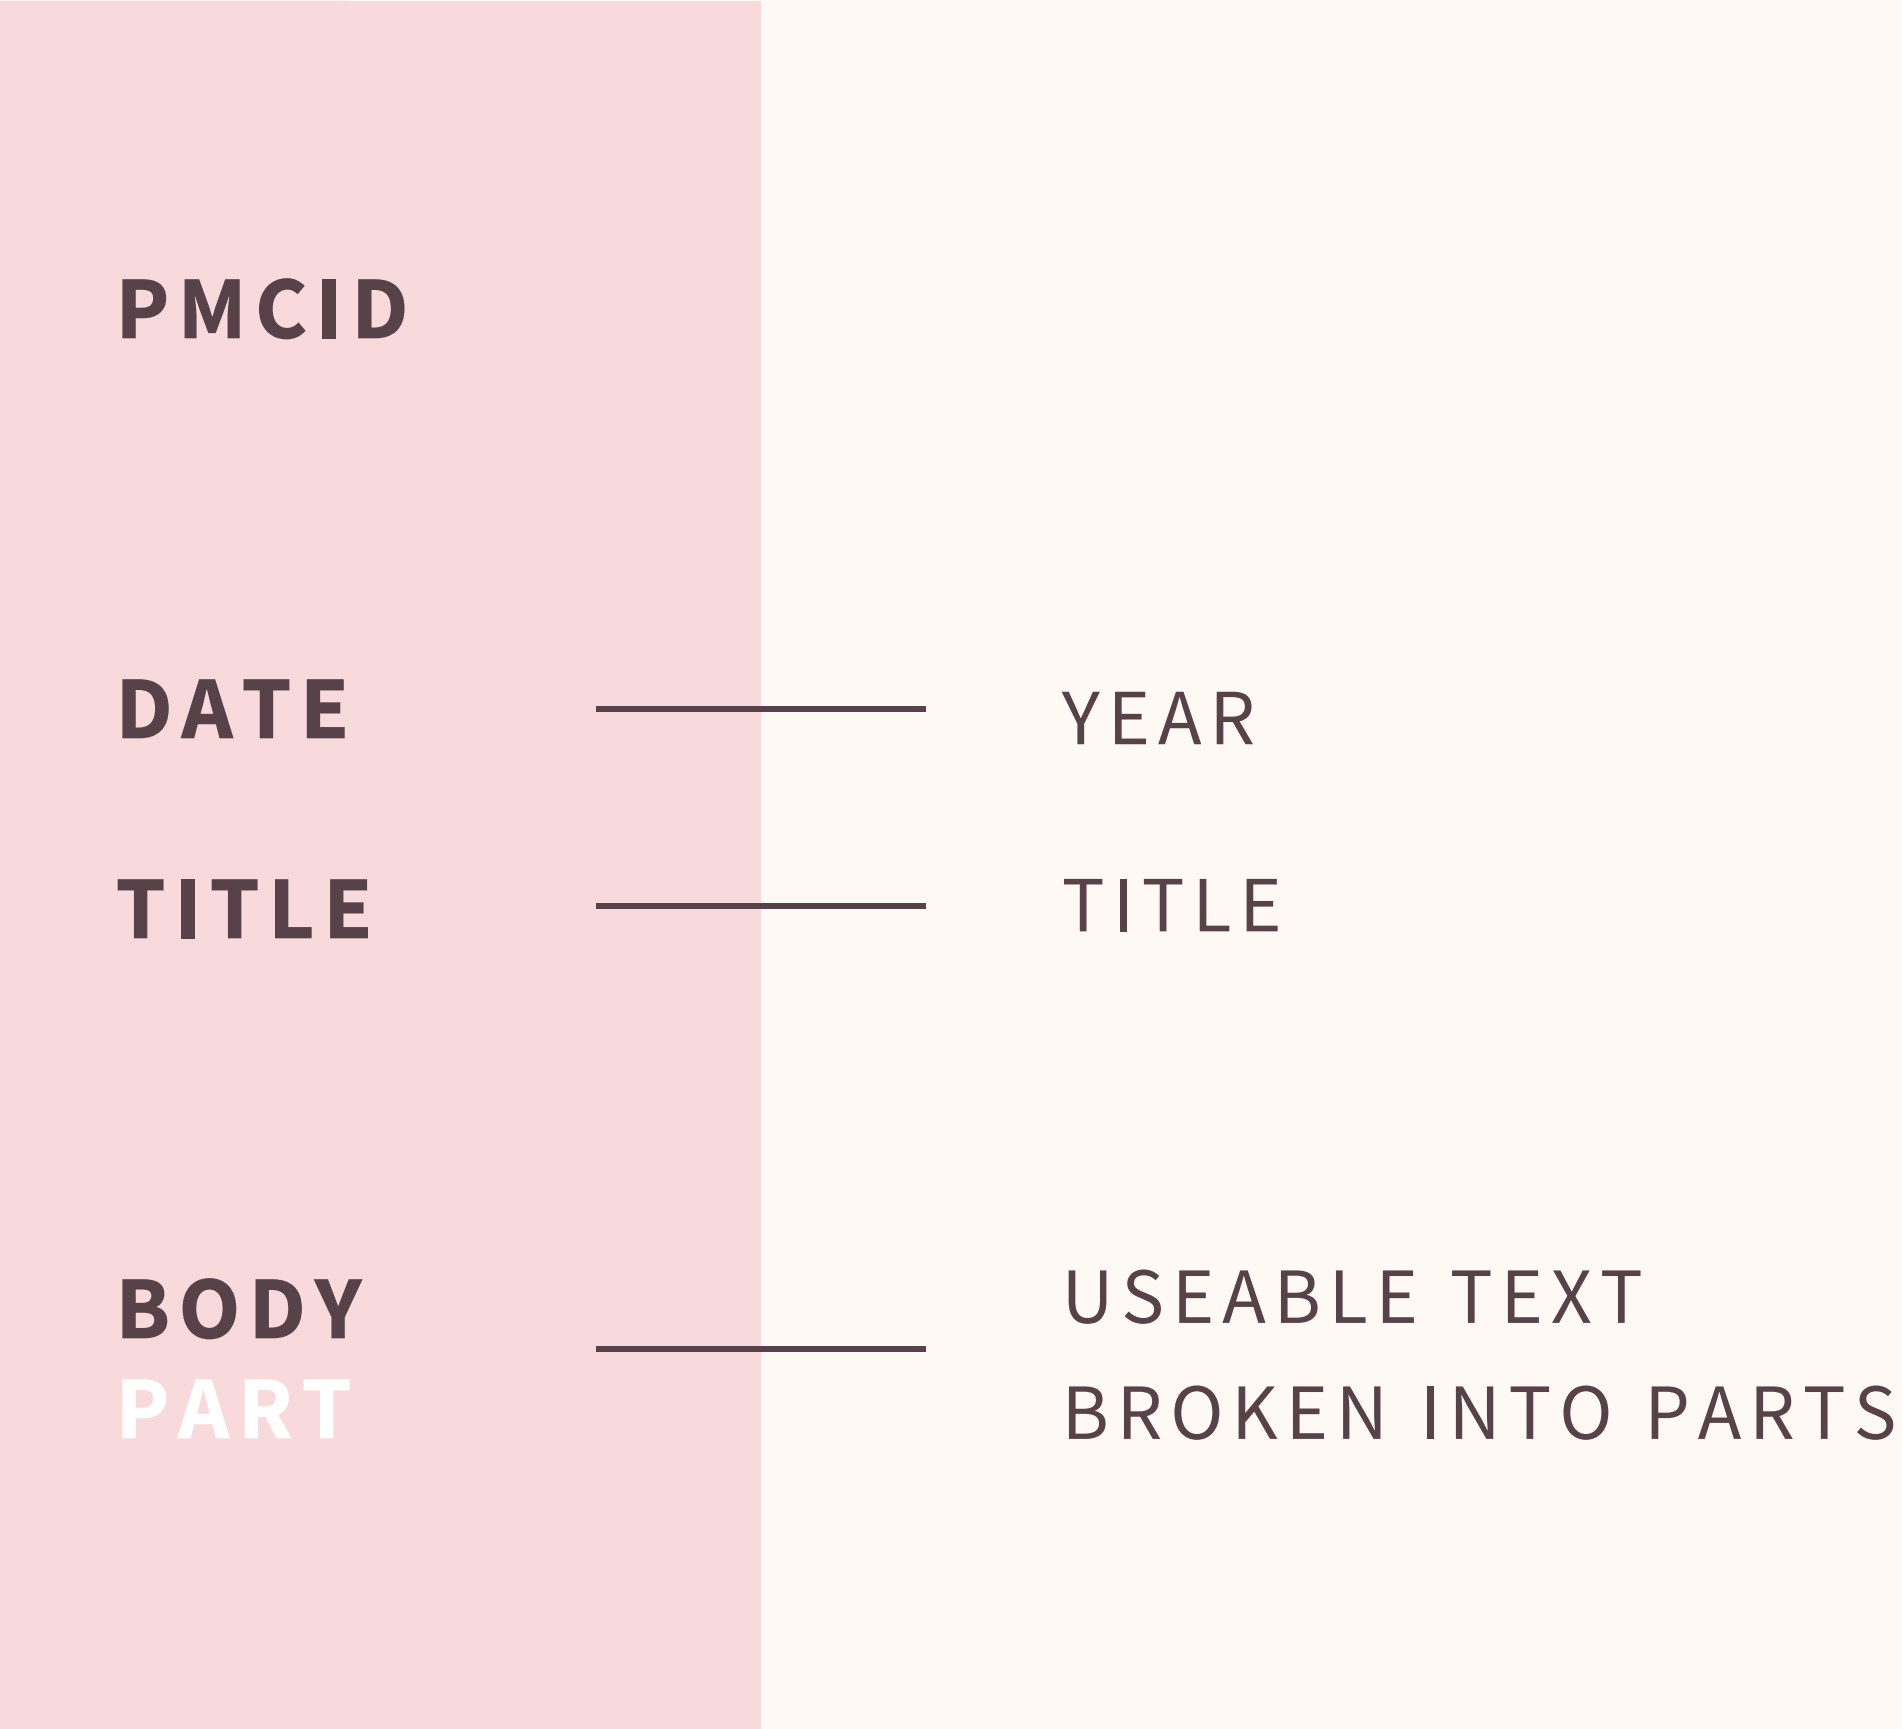 PMCID
DATE
YEAR
TITLE
TITLE
BODY
PART
USEABLE TEXT
BROKEN INTO PARTS